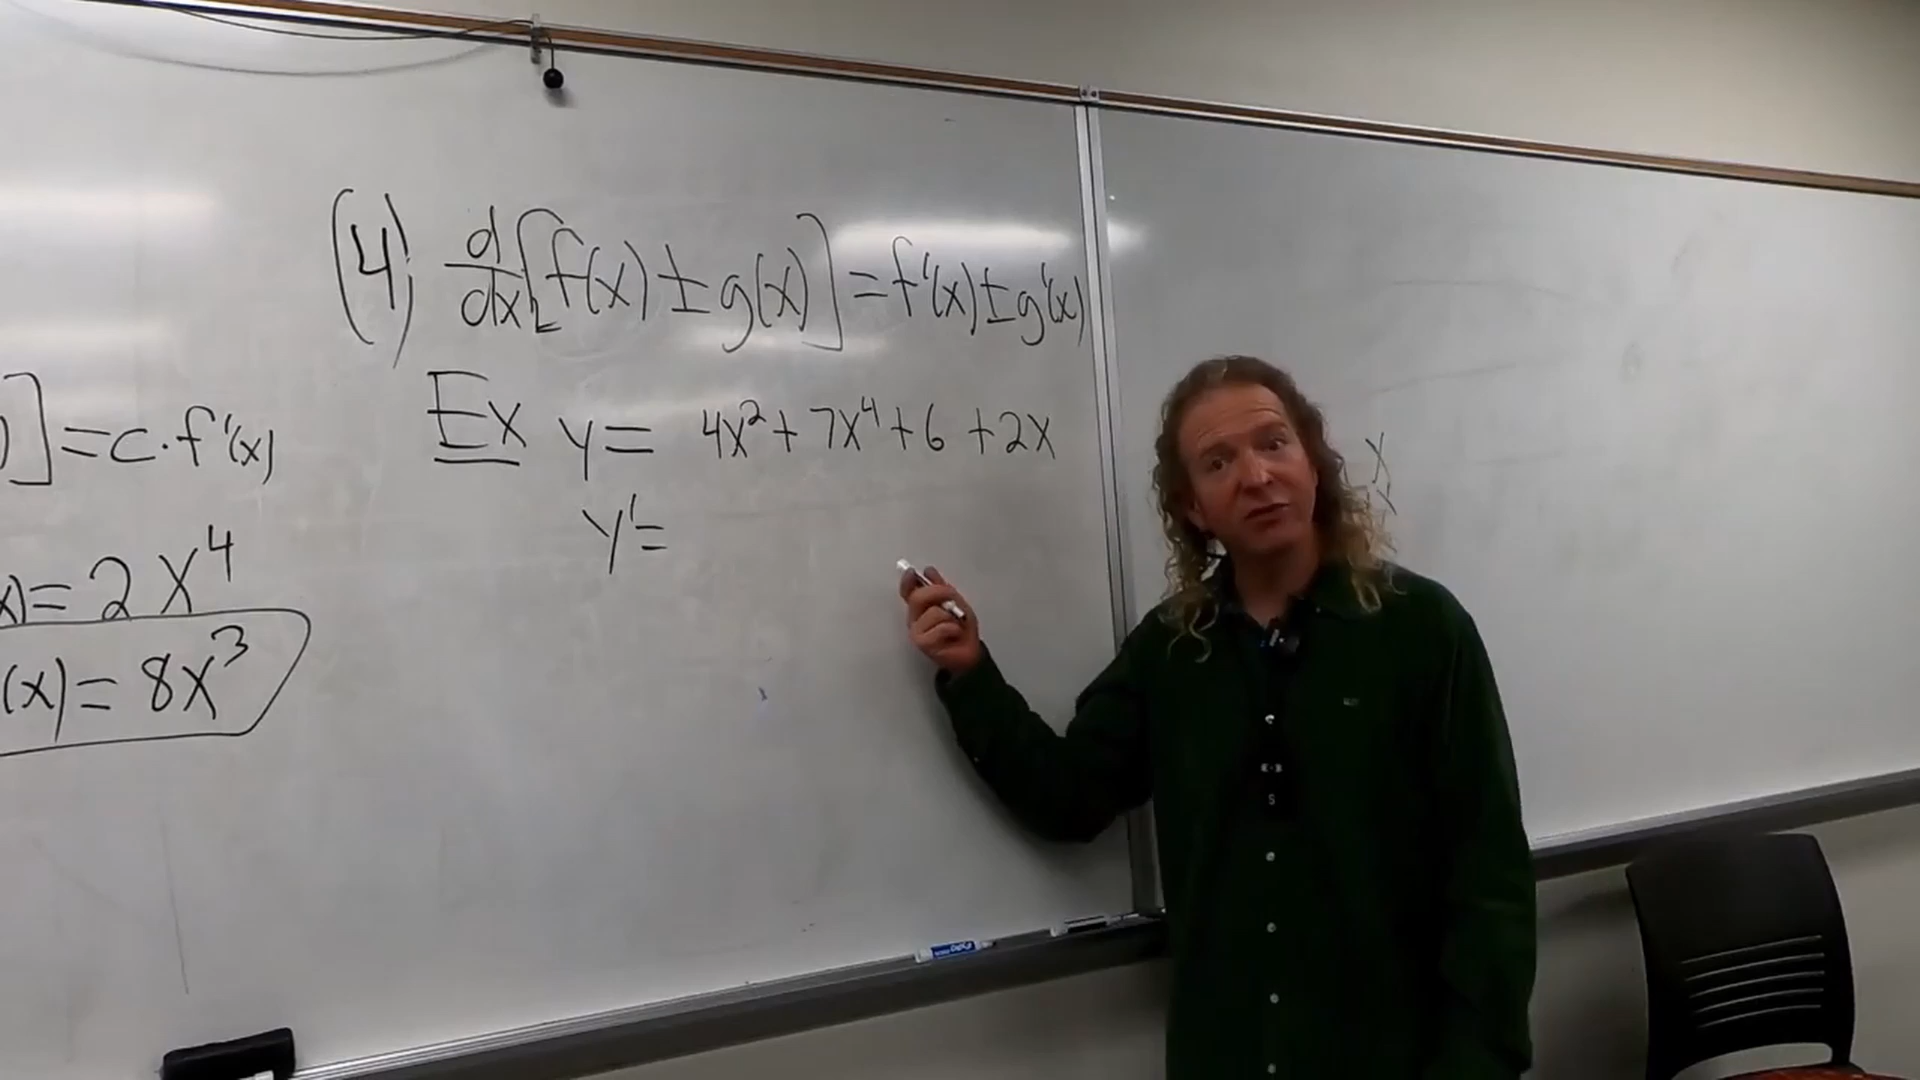 (4) d/dx [f(x) ± g(x)] = f'(x) ± g'(x)
] = c · f'(x)
Ex y = 4x² + 7x⁴ + 6 + 2x
y' =
x) = 2x⁴
(x) = 8x³
x